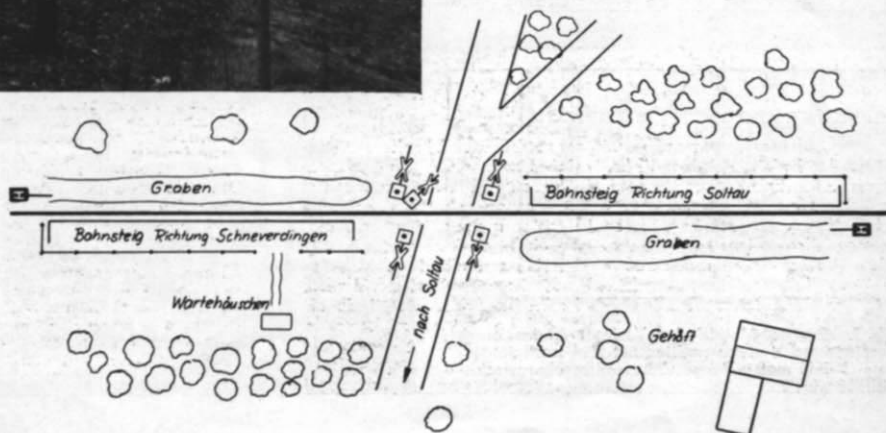 Graben
Bahnsteig Richtung Soltau
H
Bahnsteig Richtung Schneverdingen
Graben
H
Wartehäuschen
nach Soltau
Gehöft